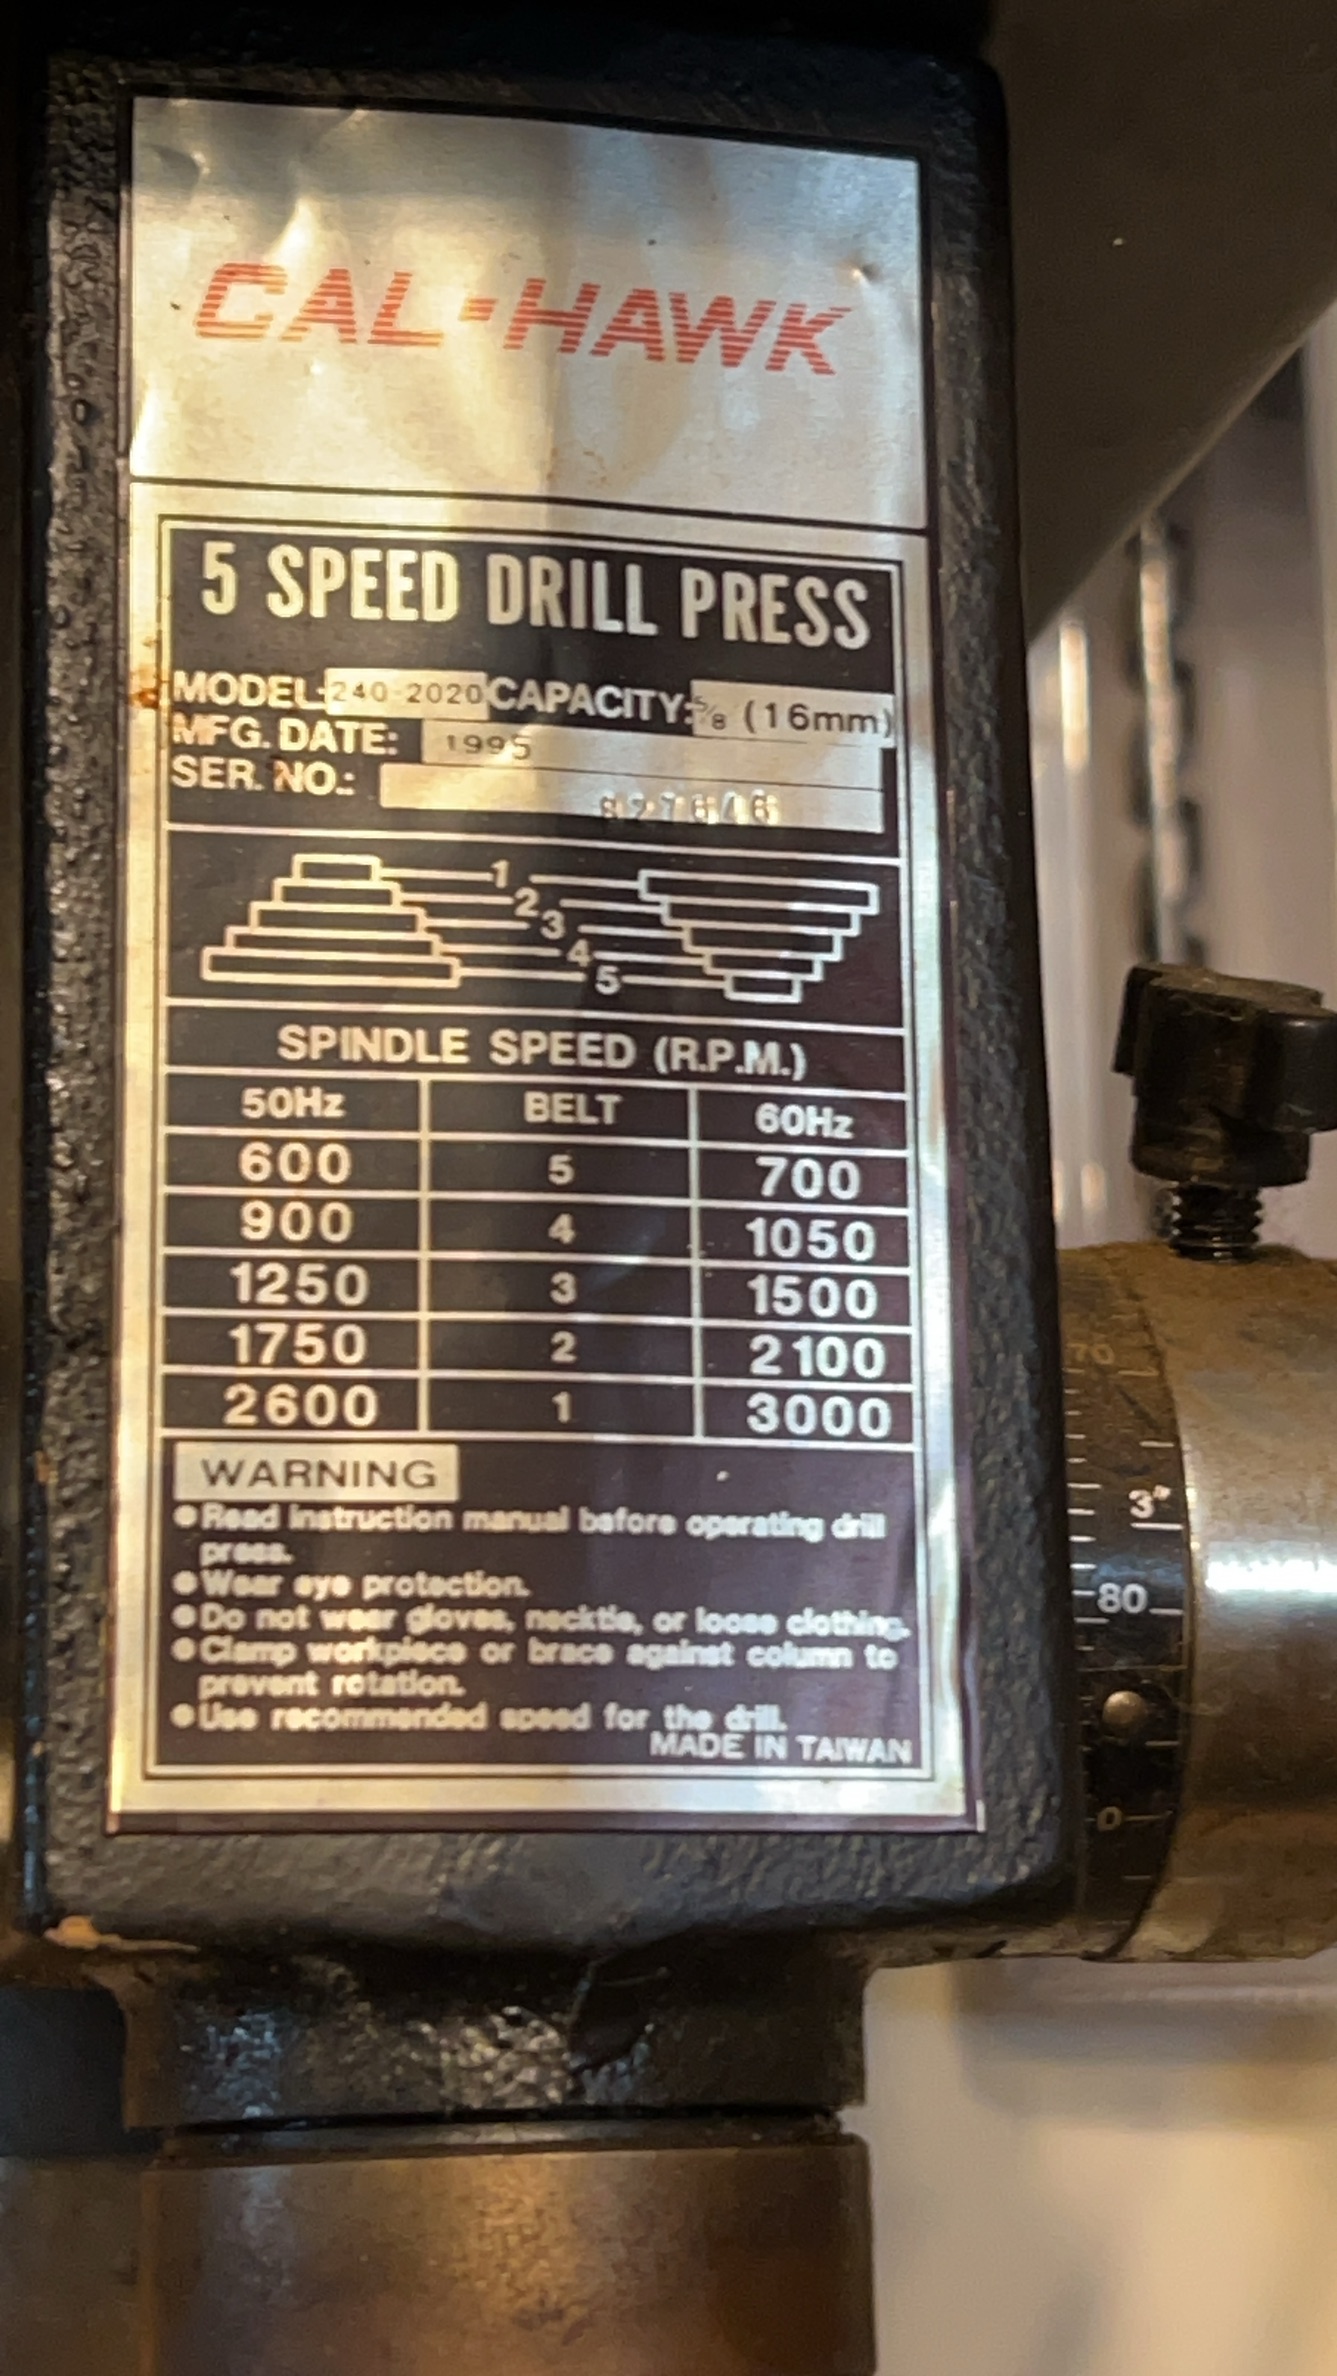 CAL-HAWK
5 SPEED DRILL PRESS
MODEL: 240-2020 CAPACITY: 5/8 (16mm)
MFG. DATE: 1995
SER. NO.: 827646
1
2
3
4
5
SPINDLE SPEED (R.P.M.)
50Hz BELT 60Hz
600 5 700
900 4 1050
1250 3 1500
1750 2 2100
2600 1 3000
WARNING
●Read instruction manual before operating drill
press.
●Wear eye protection.
●Do not wear gloves, necktie, or loose clothing.
●Clamp workpiece or brace against column to
prevent rotation.
●Use recommended speed for the drill.
MADE IN TAIWAN
70
3"
80
0